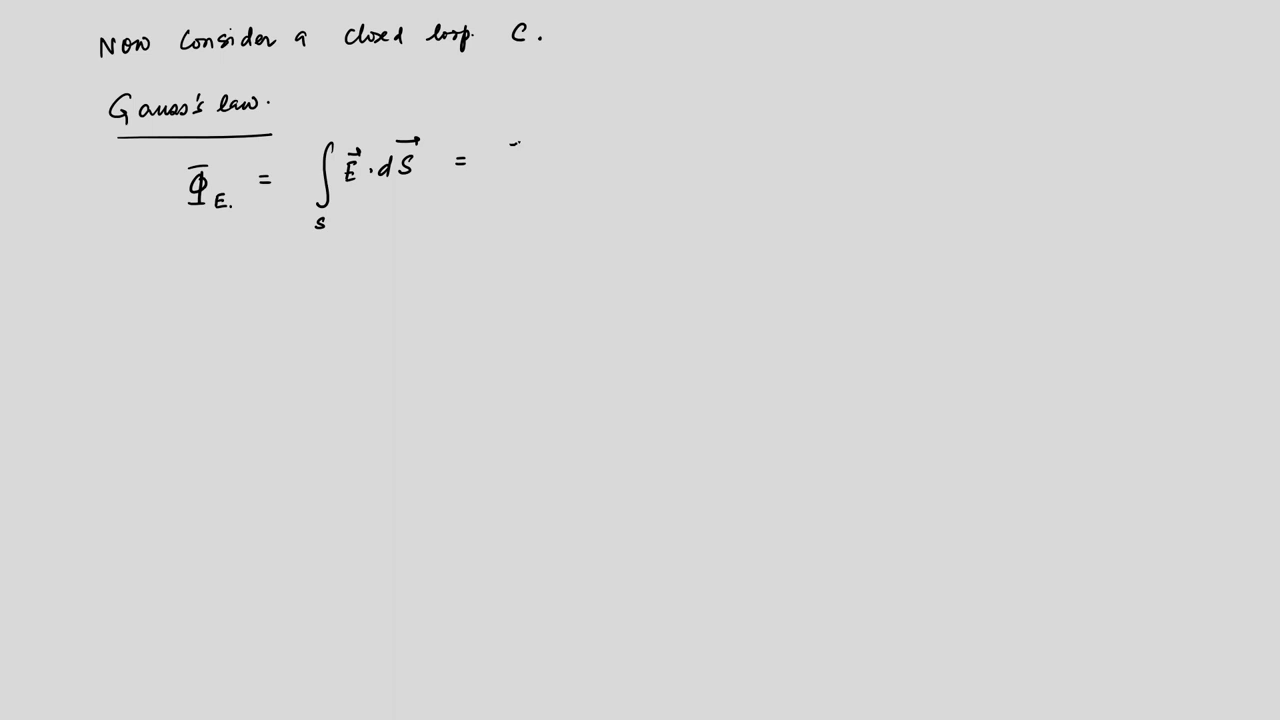 Now consider a closed loop C.
Gauss's law.
Φ_E. = ∫_S E⃗ . dS⃗ =